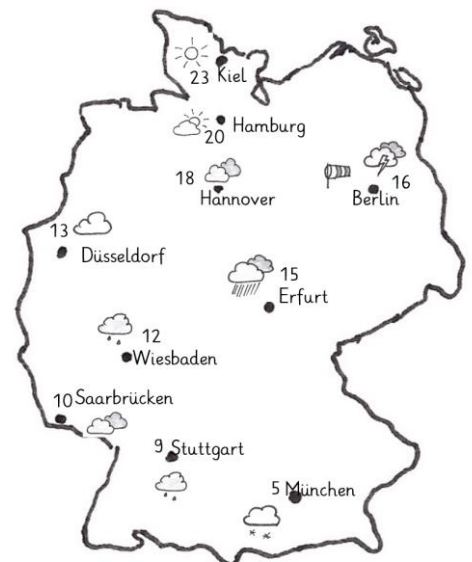 23 Kiel
20 Hamburg
18
Hannover
16
Berlin
13
Düsseldorf
15
Erfurt
12
Wiesbaden
10 Saarbrücken
9 Stuttgart
5 München